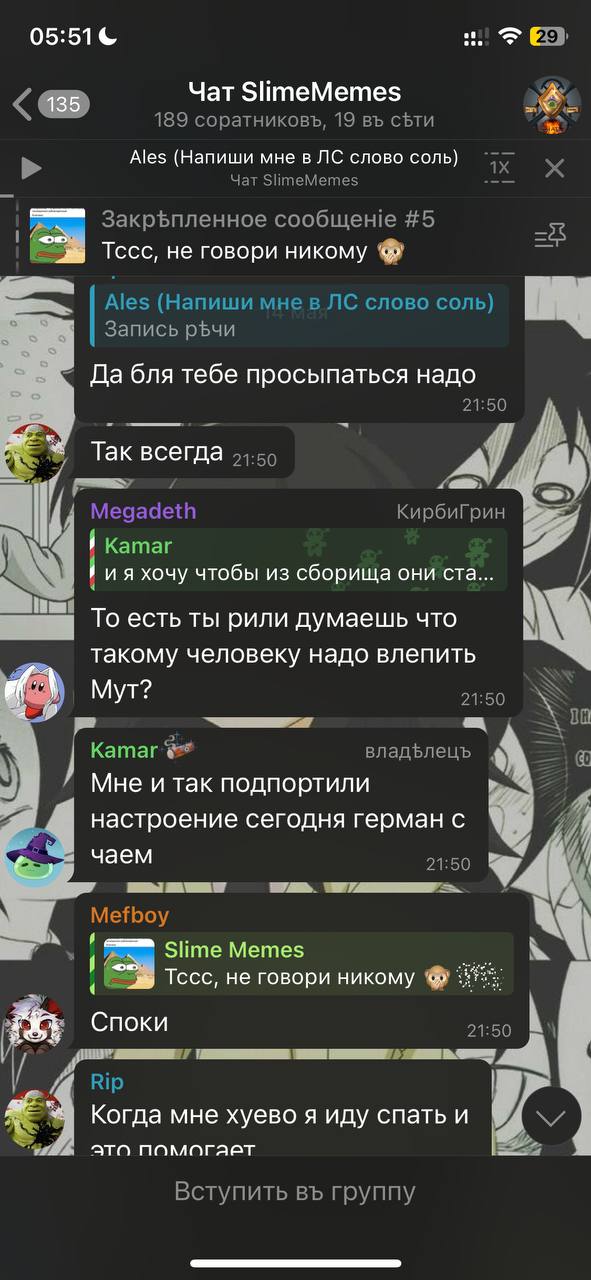 05:51
29
135
Чат SlimeMemes
189 соратниковъ, 19 въ сѣти
Ales (Напиши мне в ЛС слово соль)
Чат SlimeMemes
1X
Закрѣпленное сообщеніе #5
Тссс, не говори никому 🙊
14 мая
Ales (Напиши мне в ЛС слово соль)
Запись рѣчи
Да бля тебе просыпаться надо
21:50
Так всегда 21:50
Megadeth КирбиГрин
Kamar
и я хочу чтобы из сборища они ста...
То есть ты рили думаешь что
такому человеку надо влепить
Мут?
21:50
Kamar владѣлецъ
Мне и так подпортили
настроение сегодня герман с
чаем
21:50
Mefboy
Slime Memes
Тссс, не говори никому 🙊
Споки
21:50
Rip
Когда мне хуево я иду спать и
это помогает
Вступить въ группу